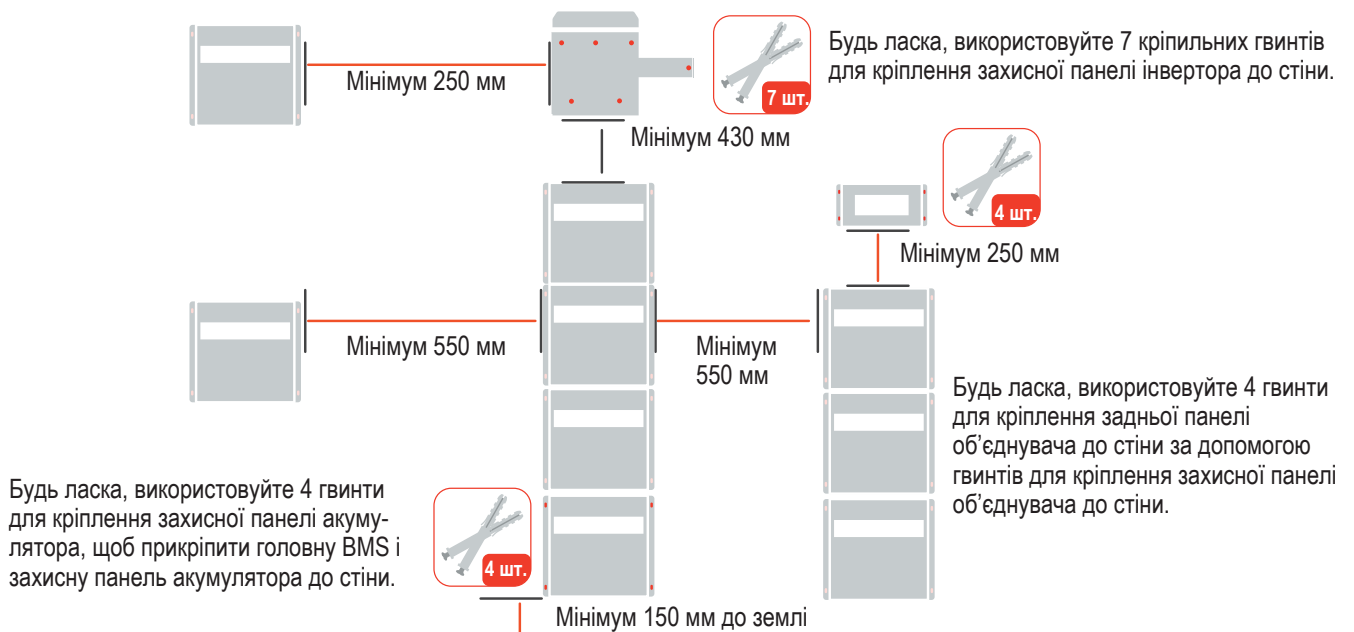 Будь ласка, використовуйте 7 кріпильних гвинтів
для кріплення захисної панелі інвертора до стіни.
Мінімум 250 мм
7 шт.
Мінімум 430 мм
4 шт.
Мінімум 250 мм
Мінімум 550 мм
Мінімум
550 мм
Будь ласка, використовуйте 4 гвинти
для кріплення задньої панелі
об’єднувача до стіни за допомогою
гвинтів для кріплення захисної панелі
об’єднувача до стіни.
Будь ласка, використовуйте 4 гвинти
для кріплення захисної панелі акуму-
лятора, щоб прикріпити головну BMS і
захисну панель акумулятора до стіни.
4 шт.
Мінімум 150 мм до землі